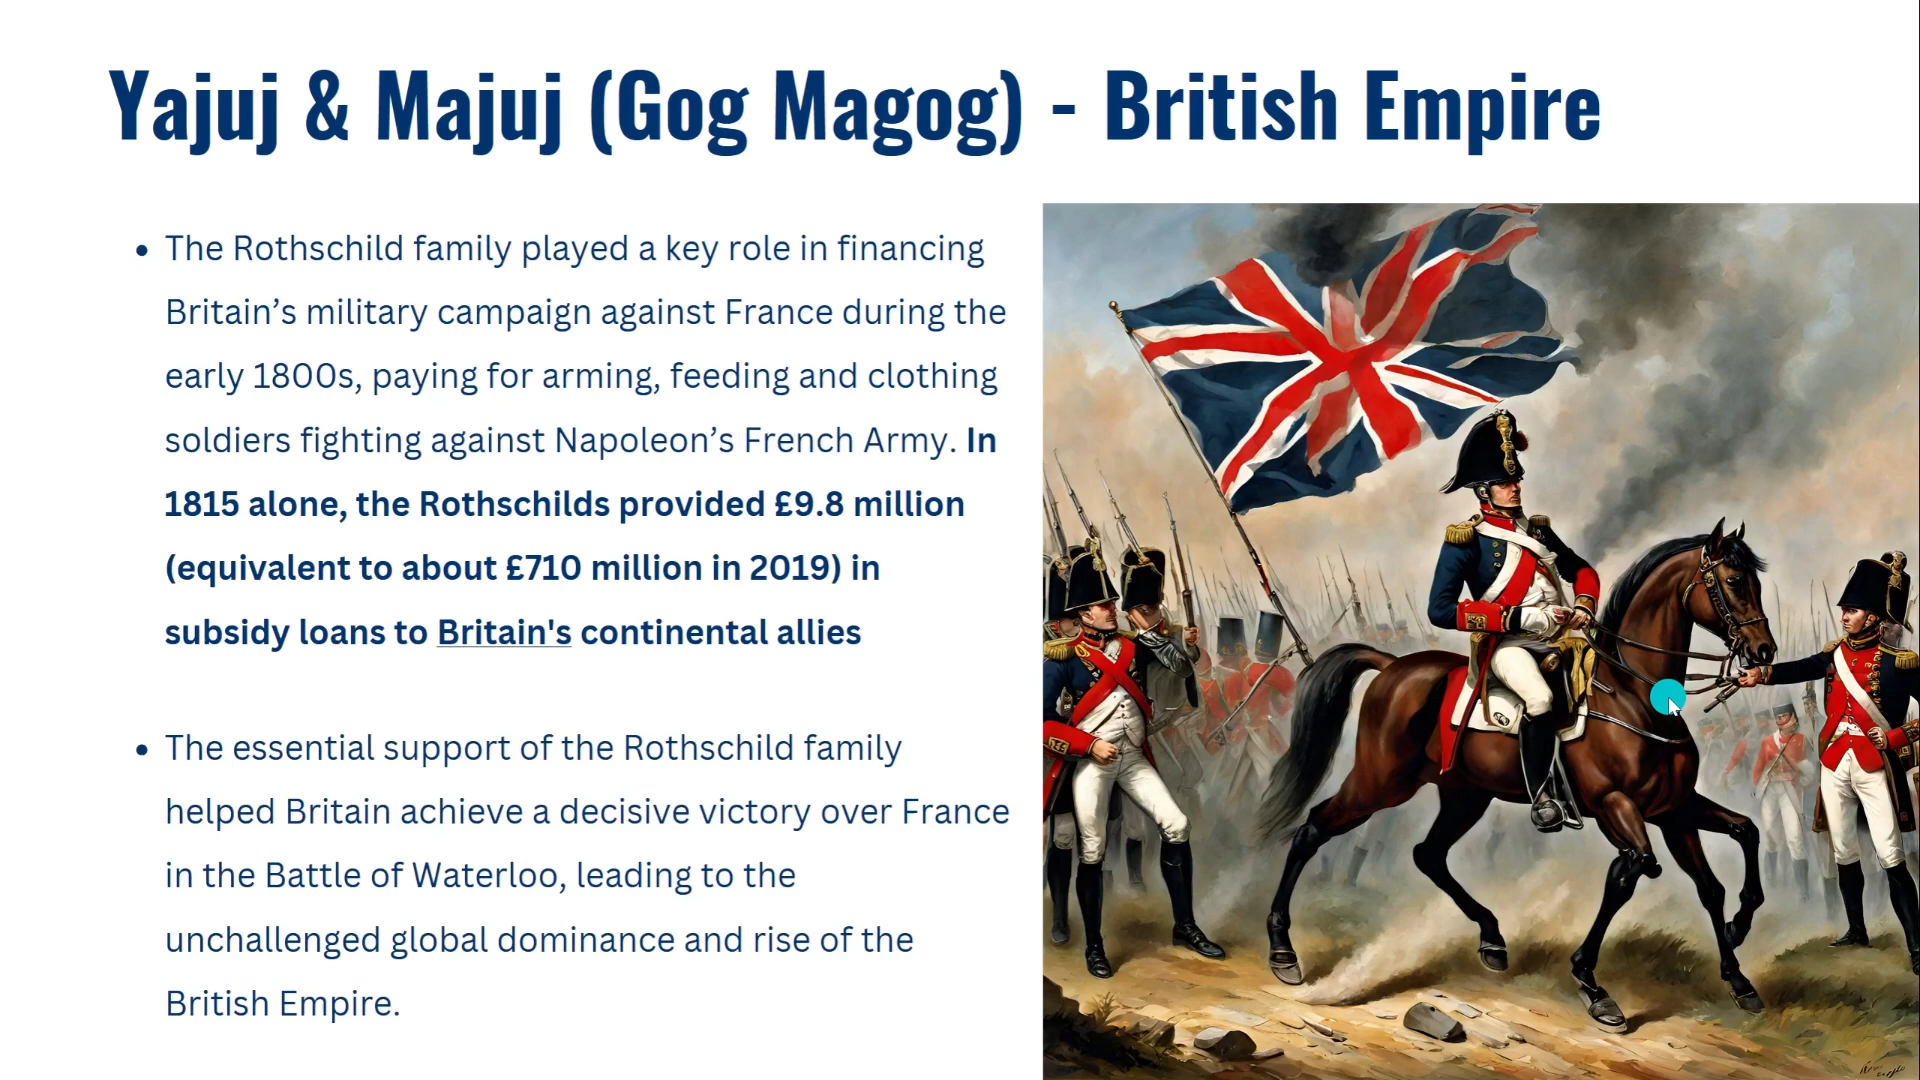 Yajuj & Majuj (Gog Magog) - British Empire
• The Rothschild family played a key role in financing
Britain’s military campaign against France during the
early 1800s, paying for arming, feeding and clothing
soldiers fighting against Napoleon’s French Army. In
1815 alone, the Rothschilds provided £9.8 million
(equivalent to about £710 million in 2019) in
subsidy loans to Britain's continental allies
• The essential support of the Rothschild family
helped Britain achieve a decisive victory over France
in the Battle of Waterloo, leading to the
unchallenged global dominance and rise of the
British Empire.